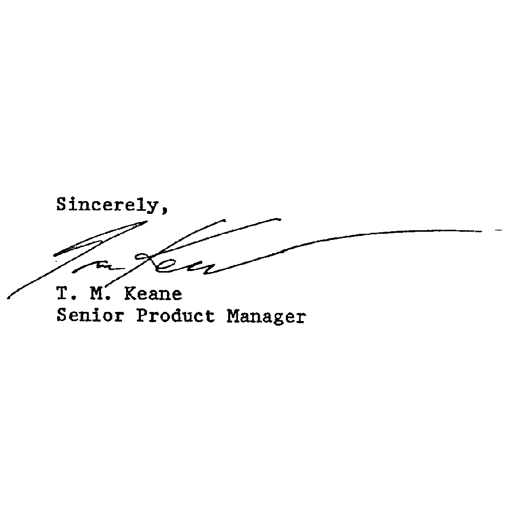 Sincerely,
T. M. Keane
Senior Product Manager